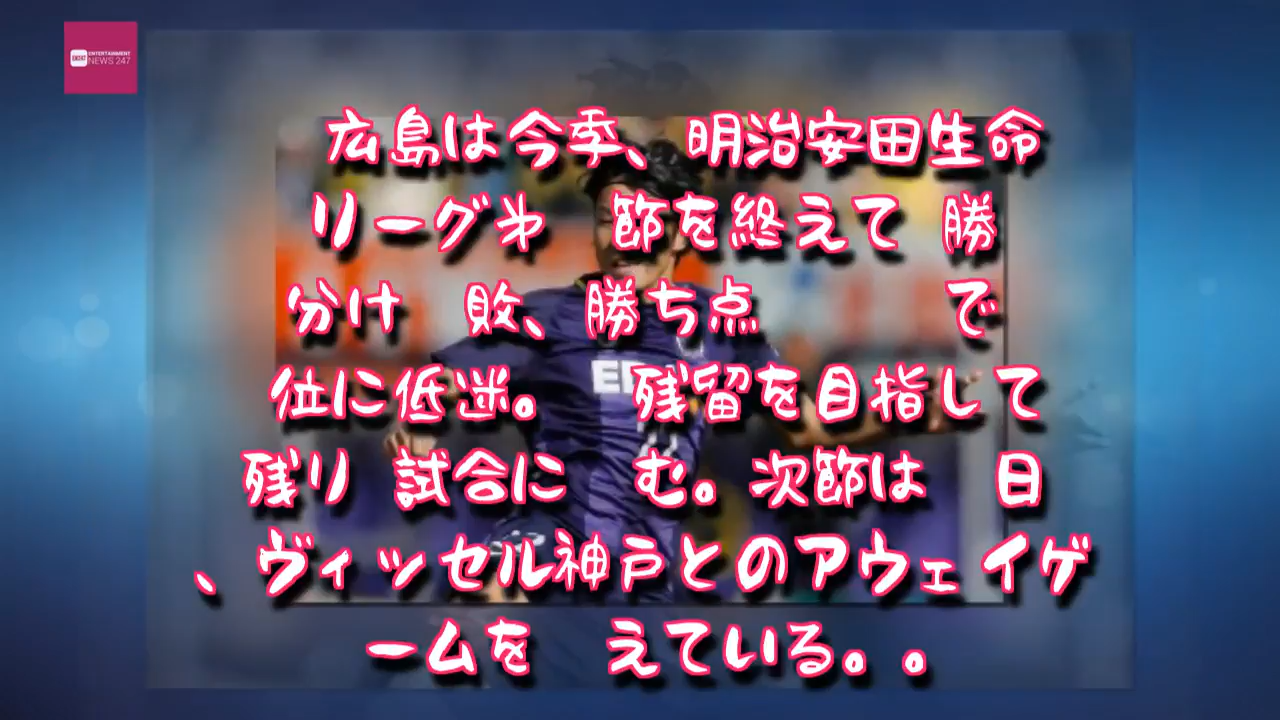 ENTERTAINMENT
NEWS 247
広島は今季、明治安田生命
リーグ 節を終えて 勝
分け 敗、勝ち点 で
位に低迷。 残留を目指して
残り 試合に む。次節は 日
、ヴィッセル神戸とのアウェイゲ
ームを えている。。